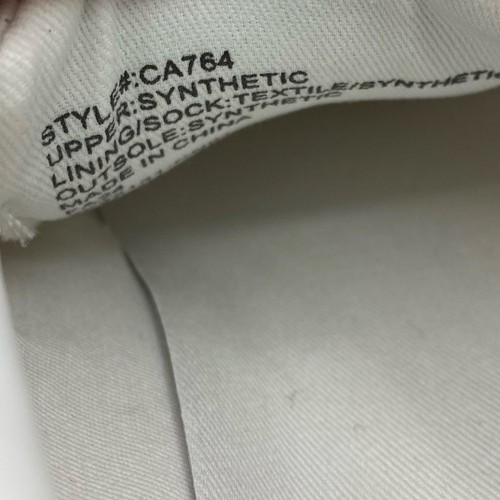 STYLE#:CA764
UPPER:SYNTHETIC
LINING/SOCK:TEXTILE/SYNTHETIC
OUTSOLE:SYNTHETIC
MADE IN CHINA